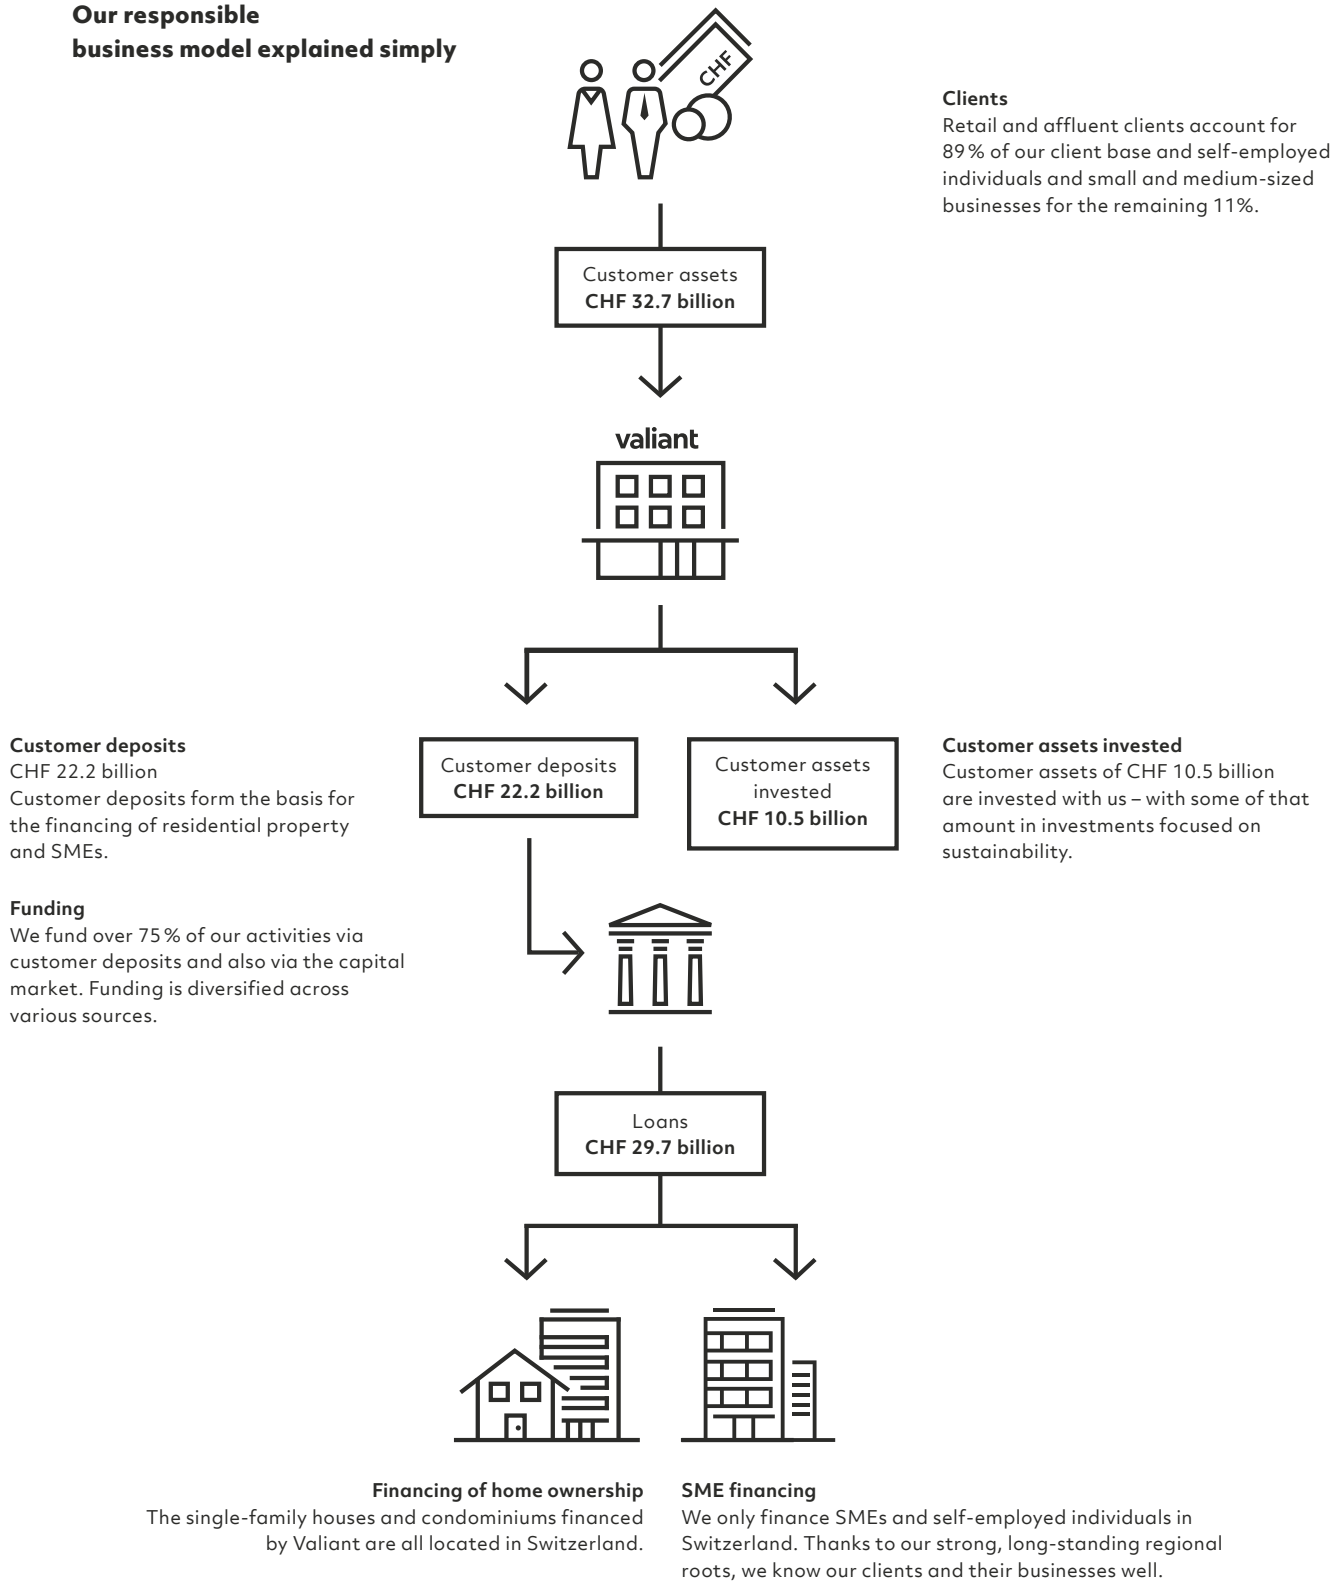 Our responsible
business model explained simply
CHF
Clients
Retail and affluent clients account for
89% of our client base and self-employed
individuals and small and medium-sized
businesses for the remaining 11%.
Customer assets
CHF 32.7 billion
valiant
Customer deposits
CHF 22.2 billion
Customer deposits form the basis for
the financing of residential property
and SMEs.
Customer deposits
CHF 22.2 billion
Customer assets
invested
CHF 10.5 billion
Customer assets invested
Customer assets of CHF 10.5 billion
are invested with us – with some of that
amount in investments focused on
sustainability.
Funding
We fund over 75% of our activities via
customer deposits and also via the capital
market. Funding is diversified across
various sources.
Loans
CHF 29.7 billion
Financing of home ownership
The single-family houses and condominiums financed
by Valiant are all located in Switzerland.
SME financing
We only finance SMEs and self-employed individuals in
Switzerland. Thanks to our strong, long-standing regional
roots, we know our clients and their businesses well.